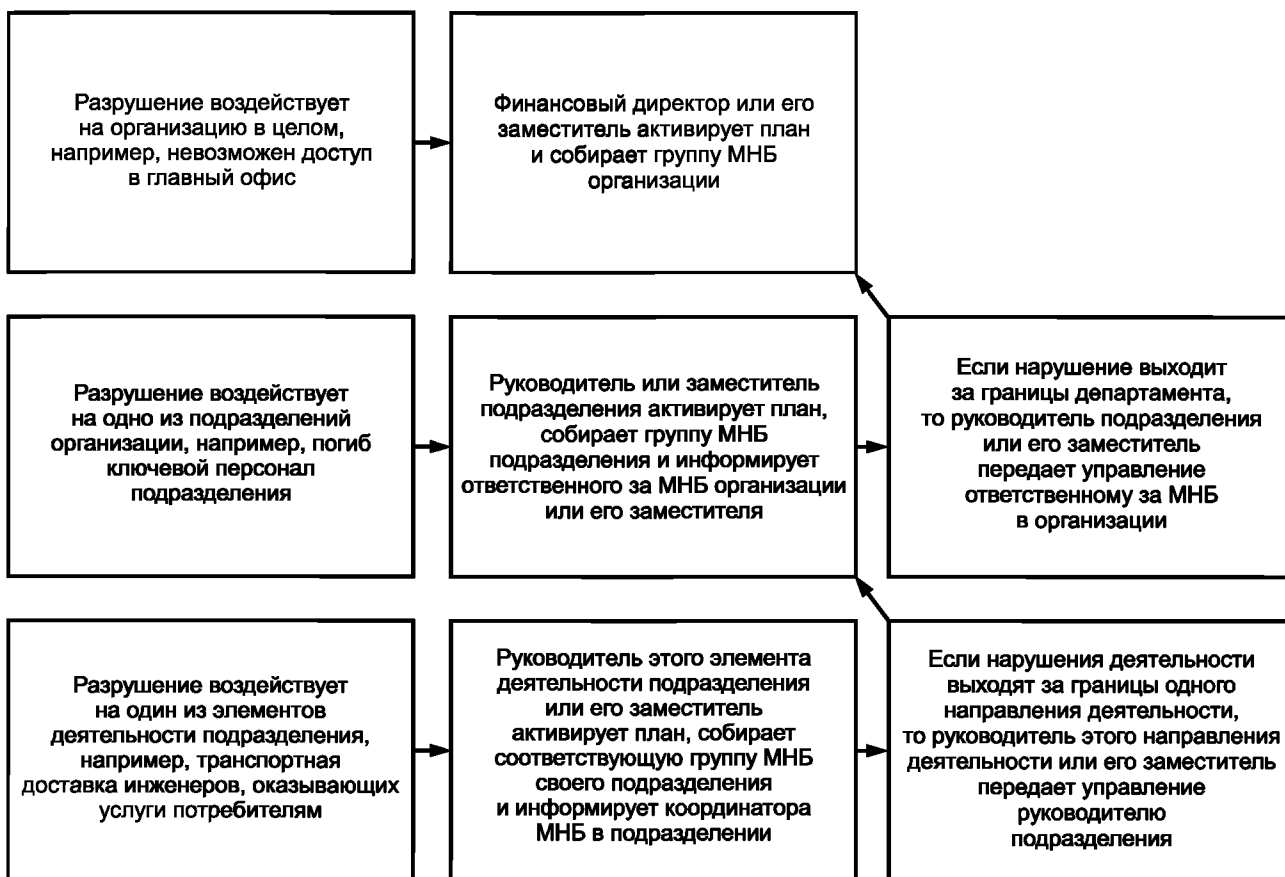 Разрушение воздействует
на организацию в целом,
например, невозможен доступ
в главный офис
Финансовый директор или его
заместитель активирует план
и собирает группу МНБ
организации
Разрушение воздействует
на одно из подразделений
организации, например, погиб
ключевой персонал
подразделения
Руководитель или заместитель
подразделения активирует план,
собирает группу МНБ
подразделения и информирует
ответственного за МНБ организации
или его заместителя
Если нарушение выходит
за границы департамента,
то руководитель подразделения
или его заместитель
передает управление
ответственному за МНБ
в организации
Разрушение воздействует
на один из элементов
деятельности подразделения,
например, транспортная
доставка инженеров, оказывающих
услуги потребителям
Руководитель этого элемента
деятельности подразделения
или его заместитель
активирует план, собирает
соответствующую группу МНБ
своего подразделения
и информирует координатора
МНБ в подразделении
Если нарушения деятельности
выходят за границы одного
направления деятельности,
то руководитель этого направления
деятельности или его заместитель
передает управление
руководителю
подразделения